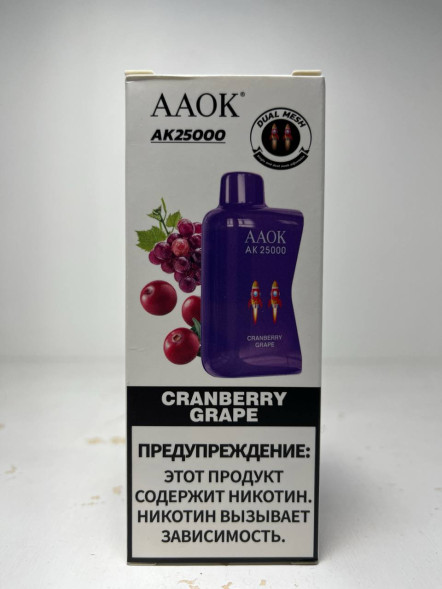 AAOK®
AK25000
DUAL MESH
AAOK
AK 25000
CRANBERRY
GRAPE
CRANBERRY
GRAPE
ПРЕДУПРЕЖДЕНИЕ:
ЭТОТ ПРОДУКТ
СОДЕРЖИТ НИКОТИН.
НИКОТИН ВЫЗЫВАЕТ
ЗАВИСИМОСТЬ.